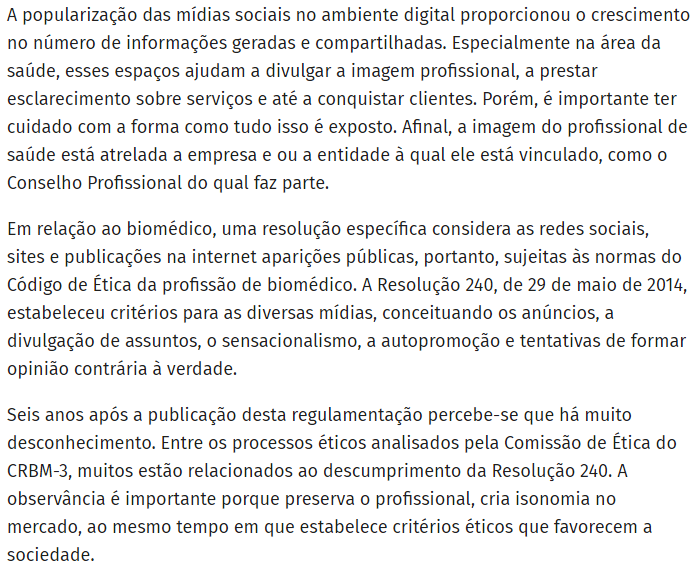 A popularização das mídias sociais no ambiente digital proporcionou o crescimento
no número de informações geradas e compartilhadas. Especialmente na área da
saúde, esses espaços ajudam a divulgar a imagem profissional, a prestar
esclarecimento sobre serviços e até a conquistar clientes. Porém, é importante ter
cuidado com a forma como tudo isso é exposto. Afinal, a imagem do profissional de
saúde está atrelada a empresa e ou a entidade à qual ele está vinculado, como o
Conselho Profissional do qual faz parte.
Em relação ao biomédico, uma resolução específica considera as redes sociais,
sites e publicações na internet aparições públicas, portanto, sujeitas às normas do
Código de Ética da profissão de biomédico. A Resolução 240, de 29 de maio de 2014,
estabeleceu critérios para as diversas mídias, conceituando os anúncios, a
divulgação de assuntos, o sensacionalismo, a autopromoção e tentativas de formar
opinião contrária à verdade.
Seis anos após a publicação desta regulamentação percebe-se que há muito
desconhecimento. Entre os processos éticos analisados pela Comissão de Ética do
CRBM-3, muitos estão relacionados ao descumprimento da Resolução 240. A
observância é importante porque preserva o profissional, cria isonomia no
mercado, ao mesmo tempo em que estabelece critérios éticos que favorecem a
sociedade.